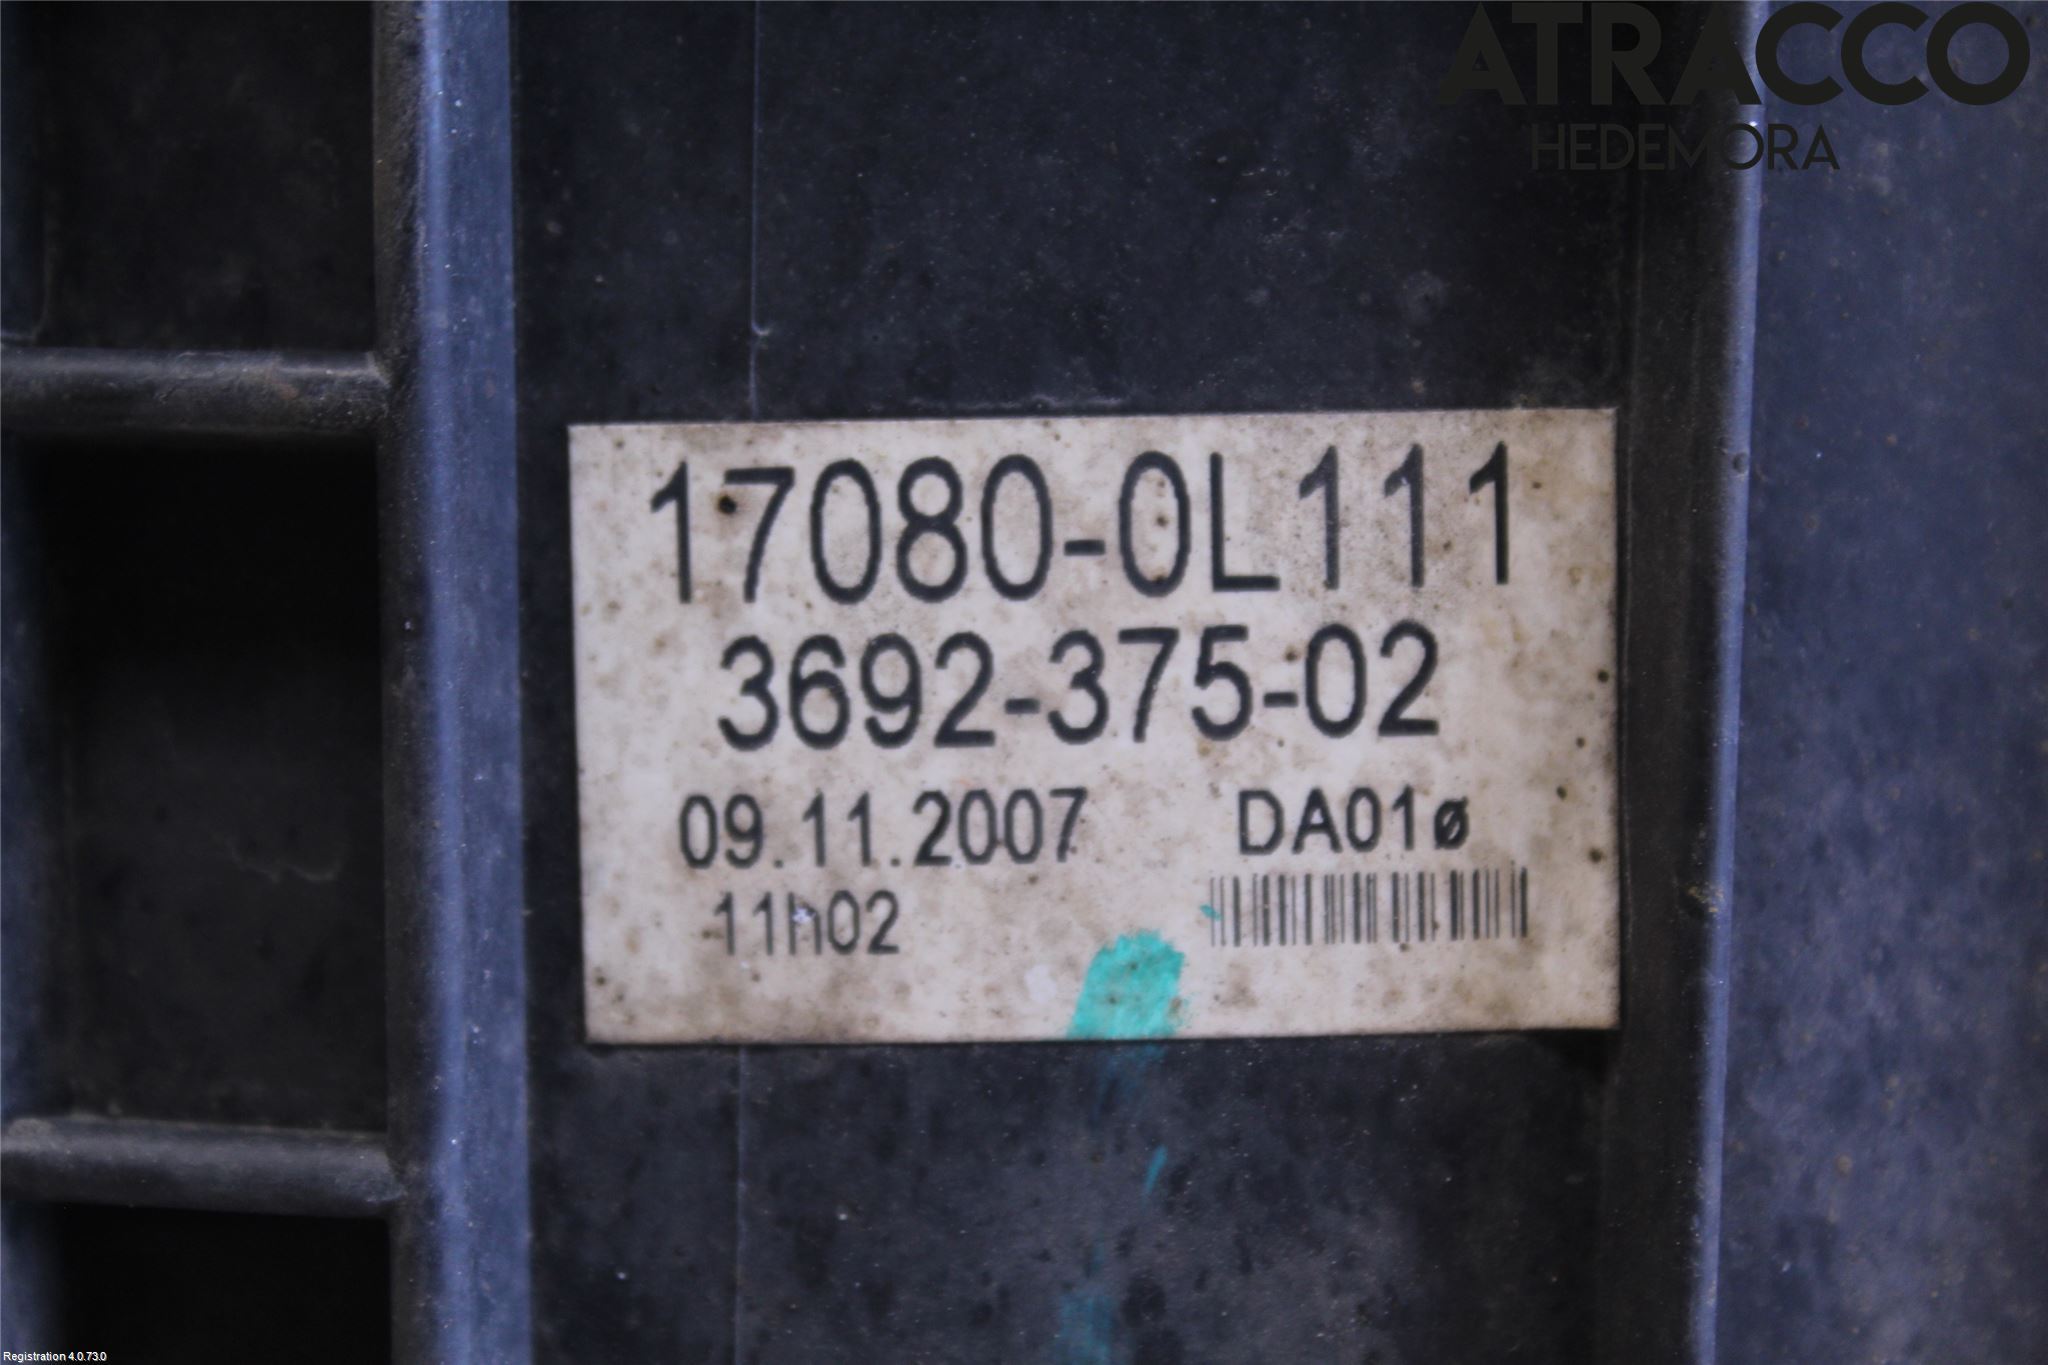 ATRACCO
HEDEMORA
17080-0L111
3692-375-02
09.11.2007 DA01ø
11h02
Registration 4.0.73.0